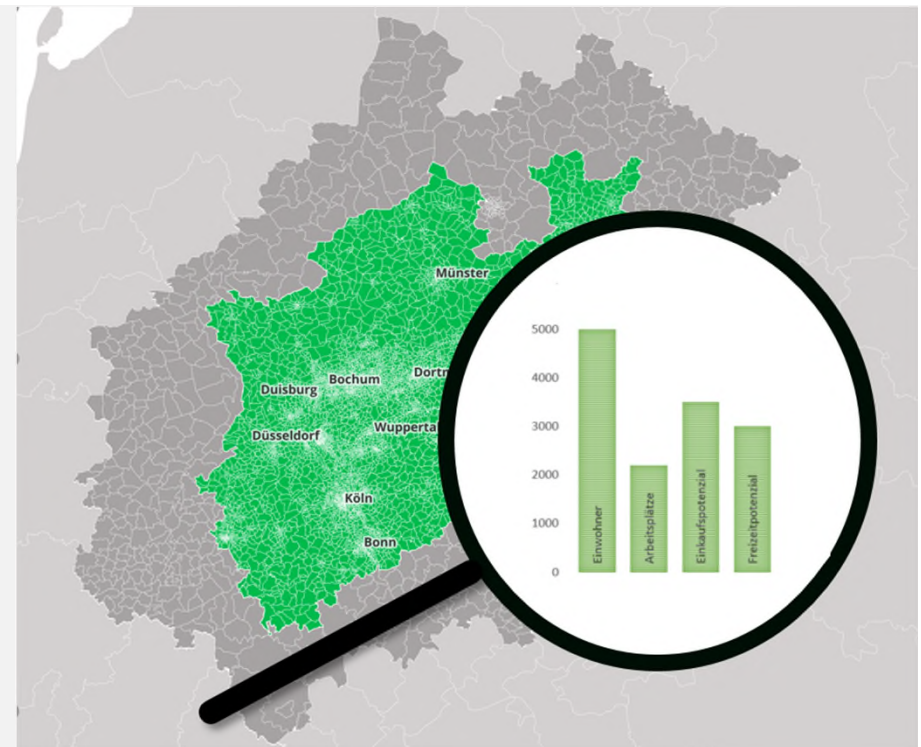 Münster
Duisburg
Bochum
Dortm
Düsseldorf
Wupperta
Köln
Bonn
5000
4000
3000
2000
1000
0
Einwohner
Arbeitsplätze
Einkaufspotenzial
Freizeitpotenzial